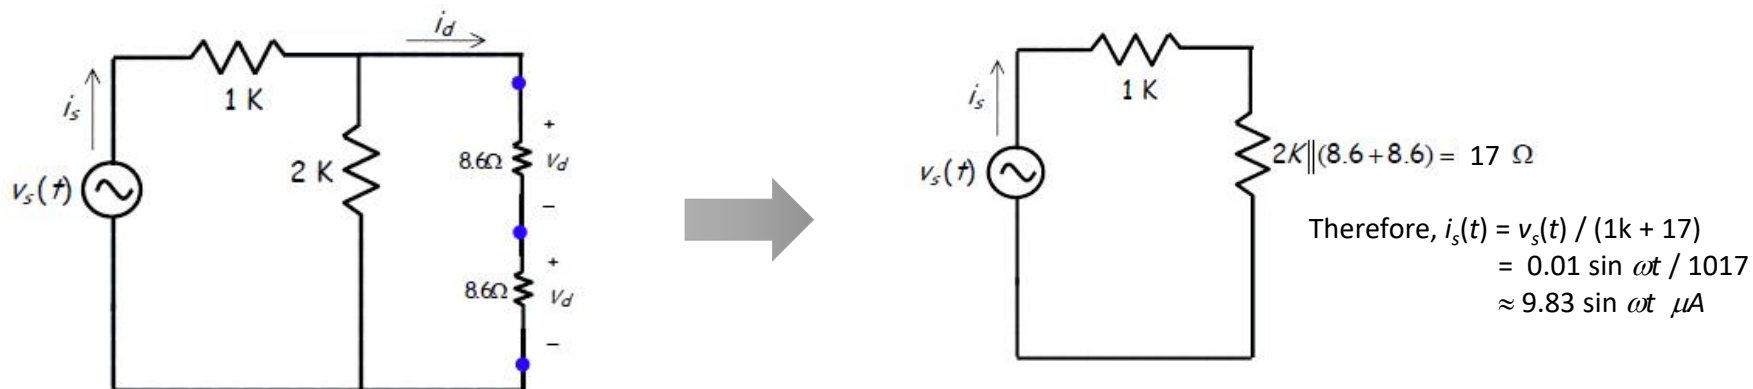 i_d
i_s
1 K
2 K
v_s(t)
8.6Ω
+
v_d
−
8.6Ω
+
v_d
−
i_s
1 K
v_s(t)
2K||(8.6+8.6) = 17 Ω
Therefore, i_s(t) = v_s(t) / (1k + 17)
= 0.01 sin ωt / 1017
≈ 9.83 sin ωt μA